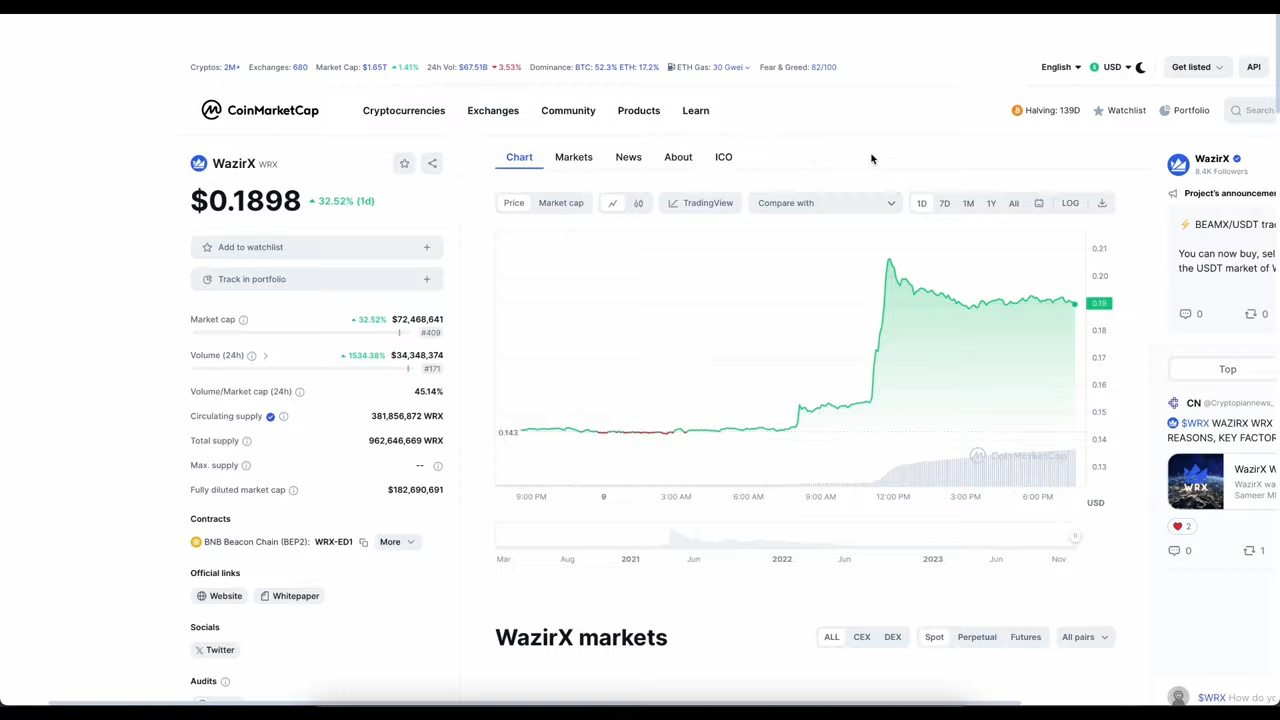 Cryptos: 2M+ Exchanges: 680 Market Cap: $1.65T 1.41% 24h Vol: $67.51B 3.53% Dominance: BTC: 52.3% ETH: 17.2% ETH Gas: 30 Gwei Fear & Greed: 82/100
English USD Get listed API
CoinMarketCap Cryptocurrencies Exchanges Community Products Learn Halving: 139D Watchlist Portfolio Search
WazirX WRX
$0.1898 32.52% (1d)
Add to watchlist +
Track in portfolio +
Market cap 32.52% $72,468,641
#409
Volume (24h) 1534.38% $34,348,374
#171
Volume/Market cap (24h) 45.14%
Circulating supply 381,856,872 WRX
Total supply 962,646,669 WRX
Max. supply --
Fully diluted market cap $182,690,691
Contracts
BNB Beacon Chain (BEP2): WRX-ED1 More
Official links
Website Whitepaper
Socials
Twitter
Audits
Chart Markets News About ICO
Price Market cap TradingView Compare with 1D 7D 1M 1Y All LOG
0.21
0.20
0.19
0.18
0.17
0.16
0.15
0.14
0.13
0.143
CoinMarketCap
9:00 PM 9 3:00 AM 6:00 AM 9:00 AM 12:00 PM 3:00 PM 6:00 PM
USD
Mar Aug 2021 Jun 2022 Jun 2023 Jun Nov
WazirX markets
ALL CEX DEX Spot Perpetual Futures All pairs
WazirX
8.4K Followers
Project's announcemen
BEAMX/USDT tra
You can now buy, sel
the USDT market of W
0 0
Top
CN @Cryptopiannews_
$WRX WAZIRX WRX
REASONS, KEY FACTOR
WRX
WazirX W
WazirX wa
Sameer M
2
0 1
$WRX How do yo